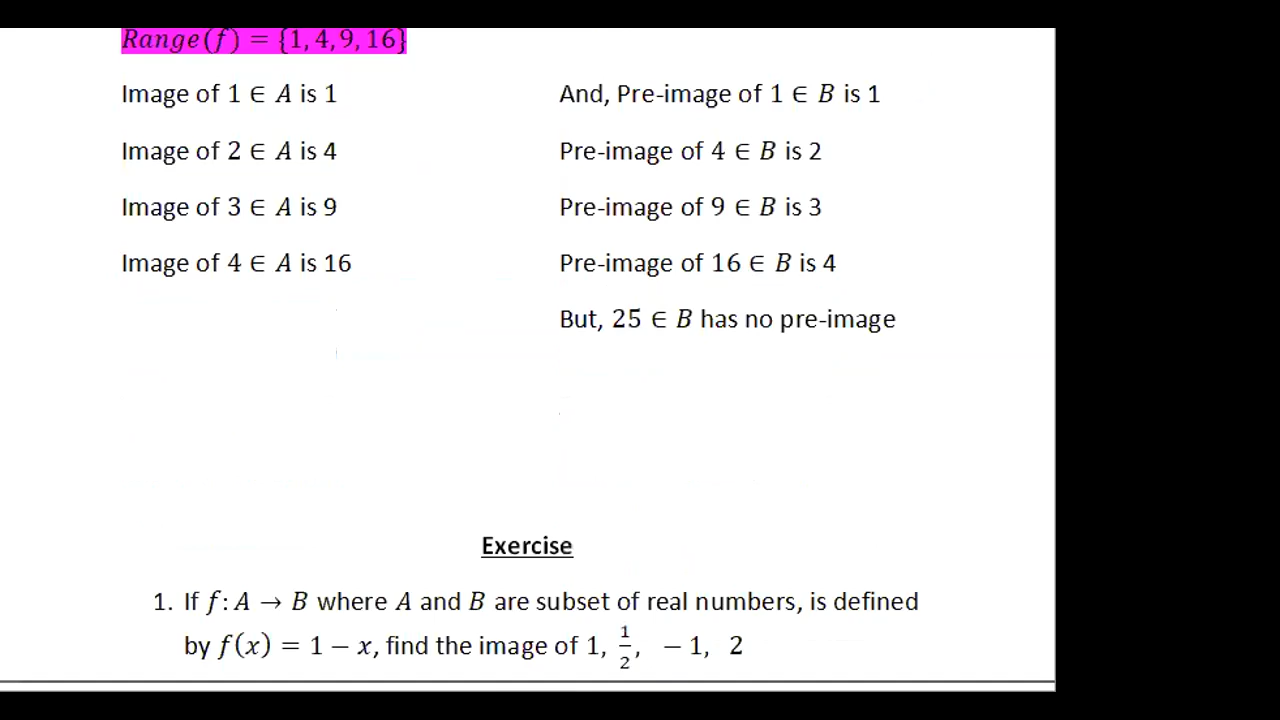 Range(f) = {1, 4, 9, 16}
Image of 1 ∈ A is 1
And, Pre-image of 1 ∈ B is 1
Image of 2 ∈ A is 4
Pre-image of 4 ∈ B is 2
Image of 3 ∈ A is 9
Pre-image of 9 ∈ B is 3
Image of 4 ∈ A is 16
Pre-image of 16 ∈ B is 4
But, 25 ∈ B has no pre-image
Exercise
1. If f: A → B where A and B are subset of real numbers, is defined
by f(x) = 1 − x, find the image of 1, 1/2, − 1, 2